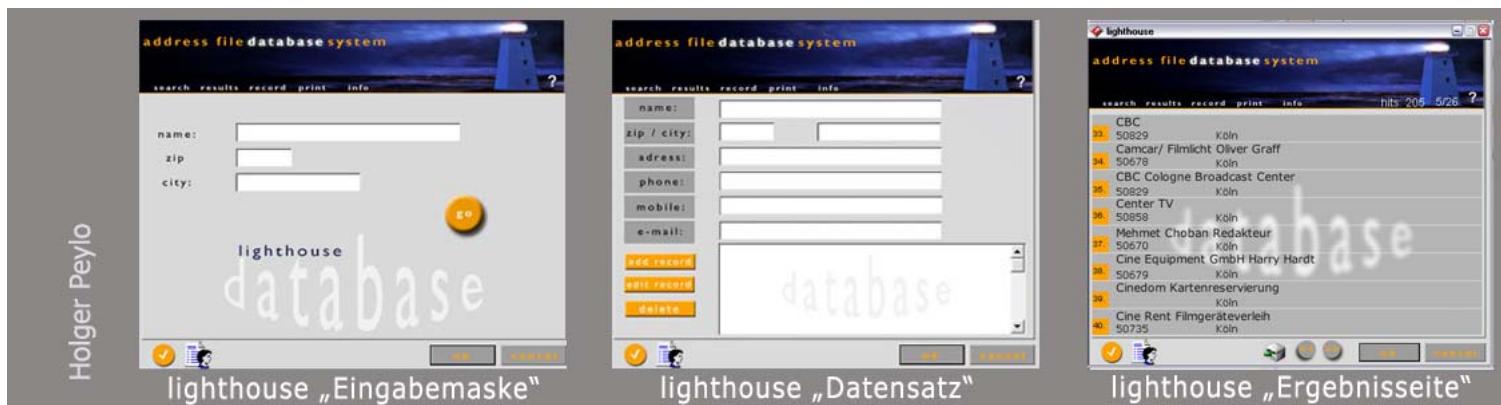 Holger Peylo
address file database system
?
search results record print info
name:
zip
city:
go
lighthouse
database
lighthouse „Eingabemaske“
address file database system
?
search results record print info
name:
zip / city:
adress:
phone:
mobile:
e-mail:
add record
edit record
delete
database
ok cancel
lighthouse „Datensatz“
lighthouse
address file database system
search results record print info hits: 205 5/26 ?
CBC
33. 50829 Köln
Camcar/ Filmlicht Oliver Graff
34. 50678 Köln
CBC Cologne Broadcast Center
35. 50829 Köln
Center TV
36. 50858 Köln
Mehmet Choban Redakteur
37. 50670 Köln
Cine Equipment GmbH Harry Hardt
38. 50679 Köln
Cinedom Kartenreservierung
39. Köln
Cine Rent Filmgeräteverleih
40. 50735 Köln
database
lighthouse „Ergebnisseite“